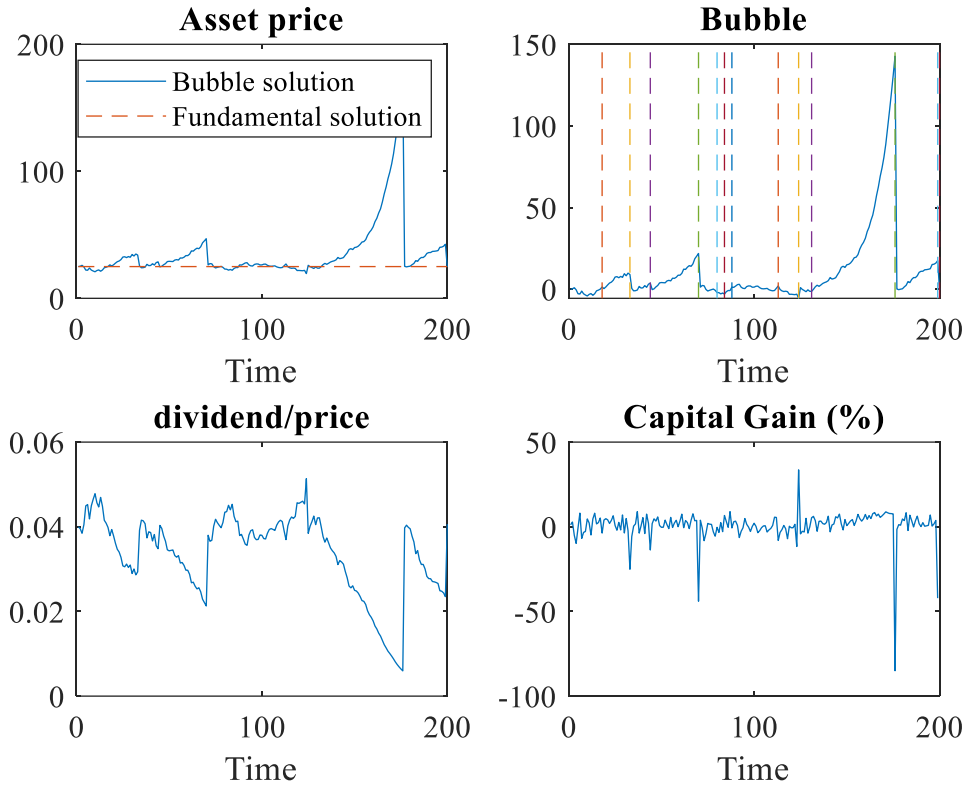 Asset price
200
100
0
Bubble solution
Fundamental solution
0
100
200
Time
Bubble
150
100
50
0
0
100
200
Time
dividend/price
0.06
0.04
0.02
0
0
100
200
Time
Capital Gain (%)
50
0
-50
-100
0
100
200
Time